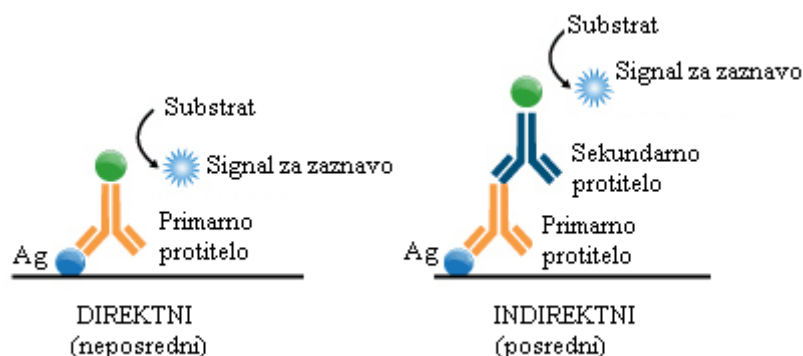 Substrat
Signal za zaznavo
Primarno
protitelo
Ag
DIREKTNI
(neposredni)
Substrat
Signal za zaznavo
Sekundarno
protitelo
Primarno
protitelo
Ag
INDIREKTNI
(posredni)